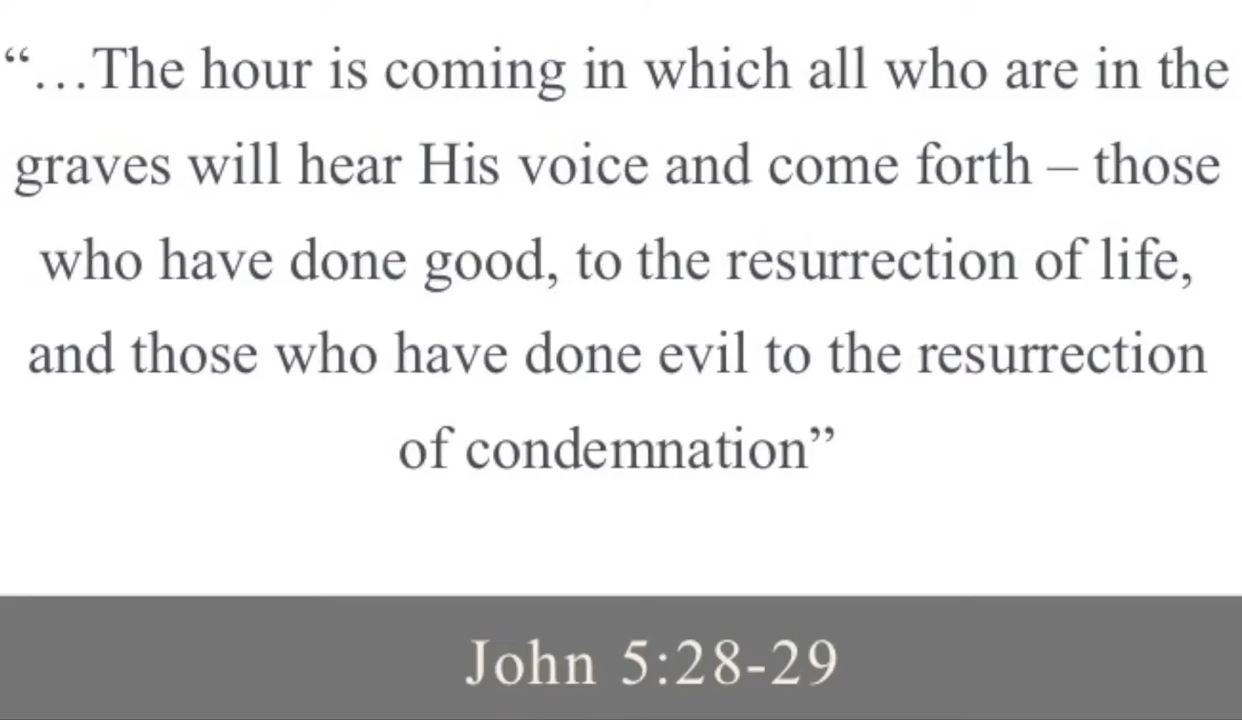 “…The hour is coming in which all who are in the
graves will hear His voice and come forth – those
who have done good, to the resurrection of life,
and those who have done evil to the resurrection
of condemnation”
John 5:28-29